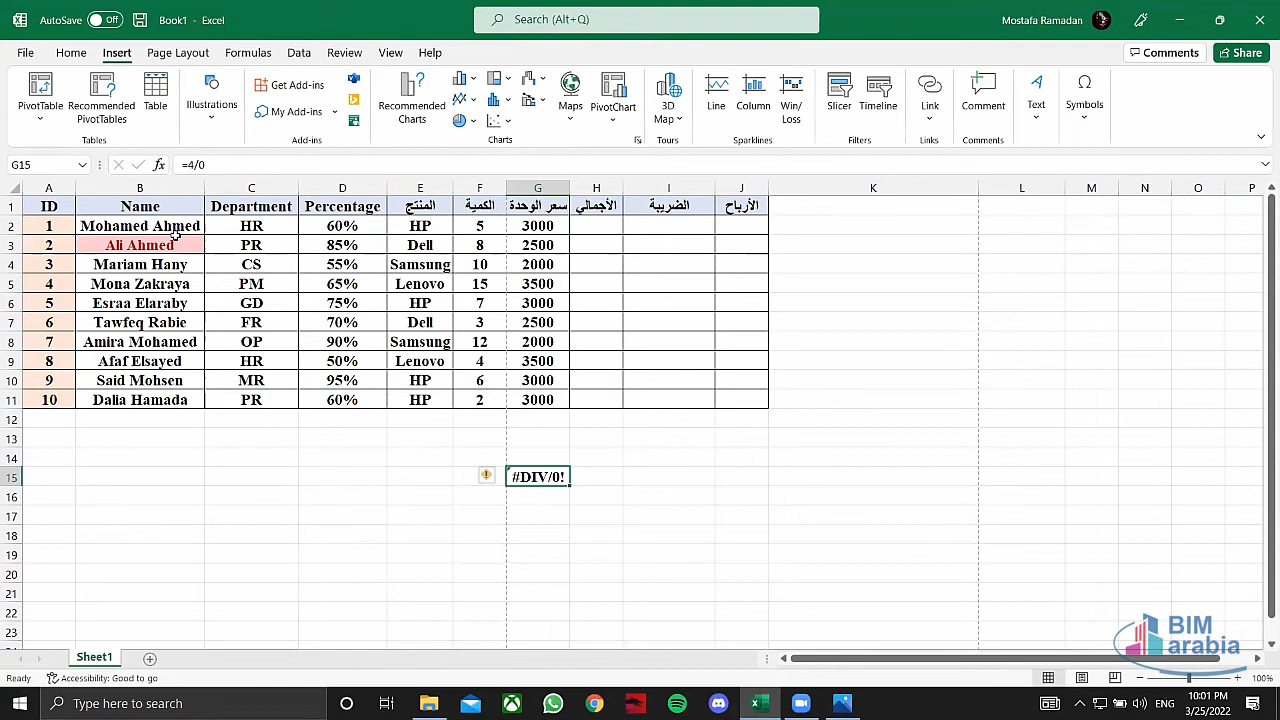 AutoSave Off Book1 - Excel Search (Alt+Q) Mostafa Ramadan
File Home Insert Page Layout Formulas Data Review View Help Comments Share
PivotTable Recommended PivotTables Table Illustrations Get Add-ins My Add-ins Recommended Charts Maps PivotChart 3D Map Line Column Win/Loss Slicer Timeline Link Comment Text Symbols
Tables Add-ins Charts Tours Sparklines Filters Links Comments
G15 fx =4/0
A B C D E F G H I J K L M N O P
1 ID Name Department Percentage المنتج الكمية سعر الوحدة الأجمالي الضريبة الأرباح
2 1 Mohamed Ahmed HR 60% HP 5 3000
3 2 Ali Ahmed PR 85% Dell 8 2500
4 3 Mariam Hany CS 55% Samsung 10 2000
5 4 Mona Zakraya PM 65% Lenovo 15 3500
6 5 Esraa Elaraby GD 75% HP 7 3000
7 6 Tawfeq Rabie FR 70% Dell 3 2500
8 7 Amira Mohamed OP 90% Samsung 12 2000
9 8 Afaf Elsayed HR 50% Lenovo 4 3500
10 9 Said Mohsen MR 95% HP 6 3000
11 10 Dalia Hamada PR 60% HP 2 3000
12
13
14
15 #DIV/0!
16
17
18
19
20
21
22
23
BIM
arabia
Sheet1
Ready Accessibility: Good to go 100%
Type here to search ENG 10:01 PM
3/25/2022